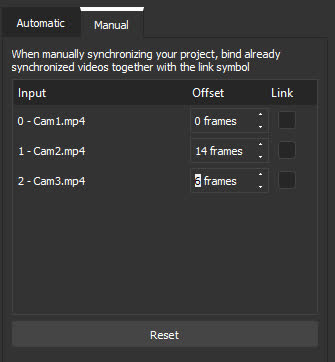 Automatic Manual
When manually synchronizing your project, bind already
synchronized videos together with the link symbol
Input Offset Link
0 - Cam1.mp4 0 frames
1 - Cam2.mp4 14 frames
2 - Cam3.mp4 6 frames
Reset